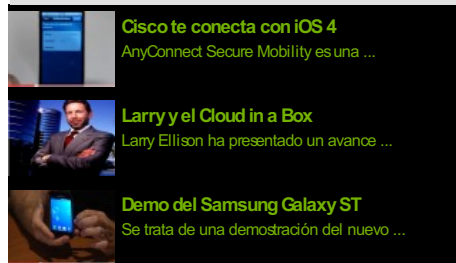 Cisco te conecta con iOS 4
AnyConnect Secure Mobility es una ...
Larry y el Cloud in a Box
Larry Ellison ha presentado un avance ...
Demo del Samsung Galaxy ST
Se trata de una demostración del nuevo ...